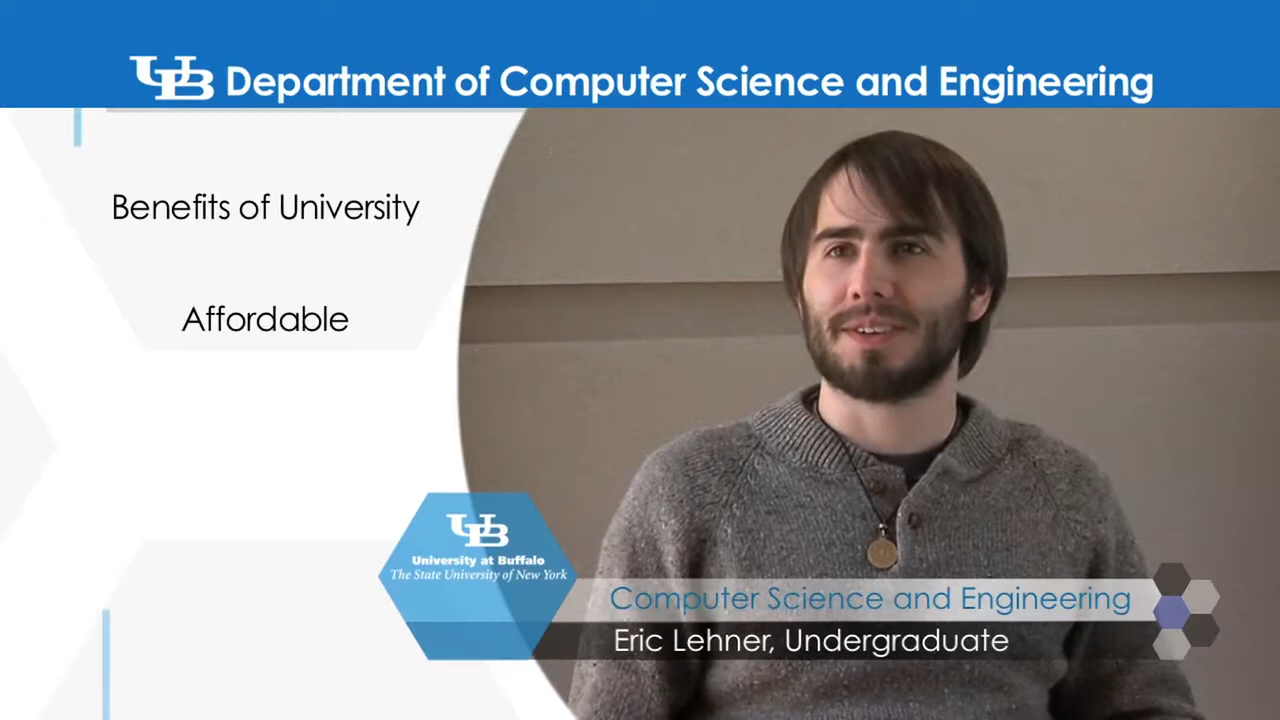 UB Department of Computer Science and Engineering
Benefits of University
Affordable
UB
University at Buffalo
The State University of New York
Computer Science and Engineering
Eric Lehner, Undergraduate